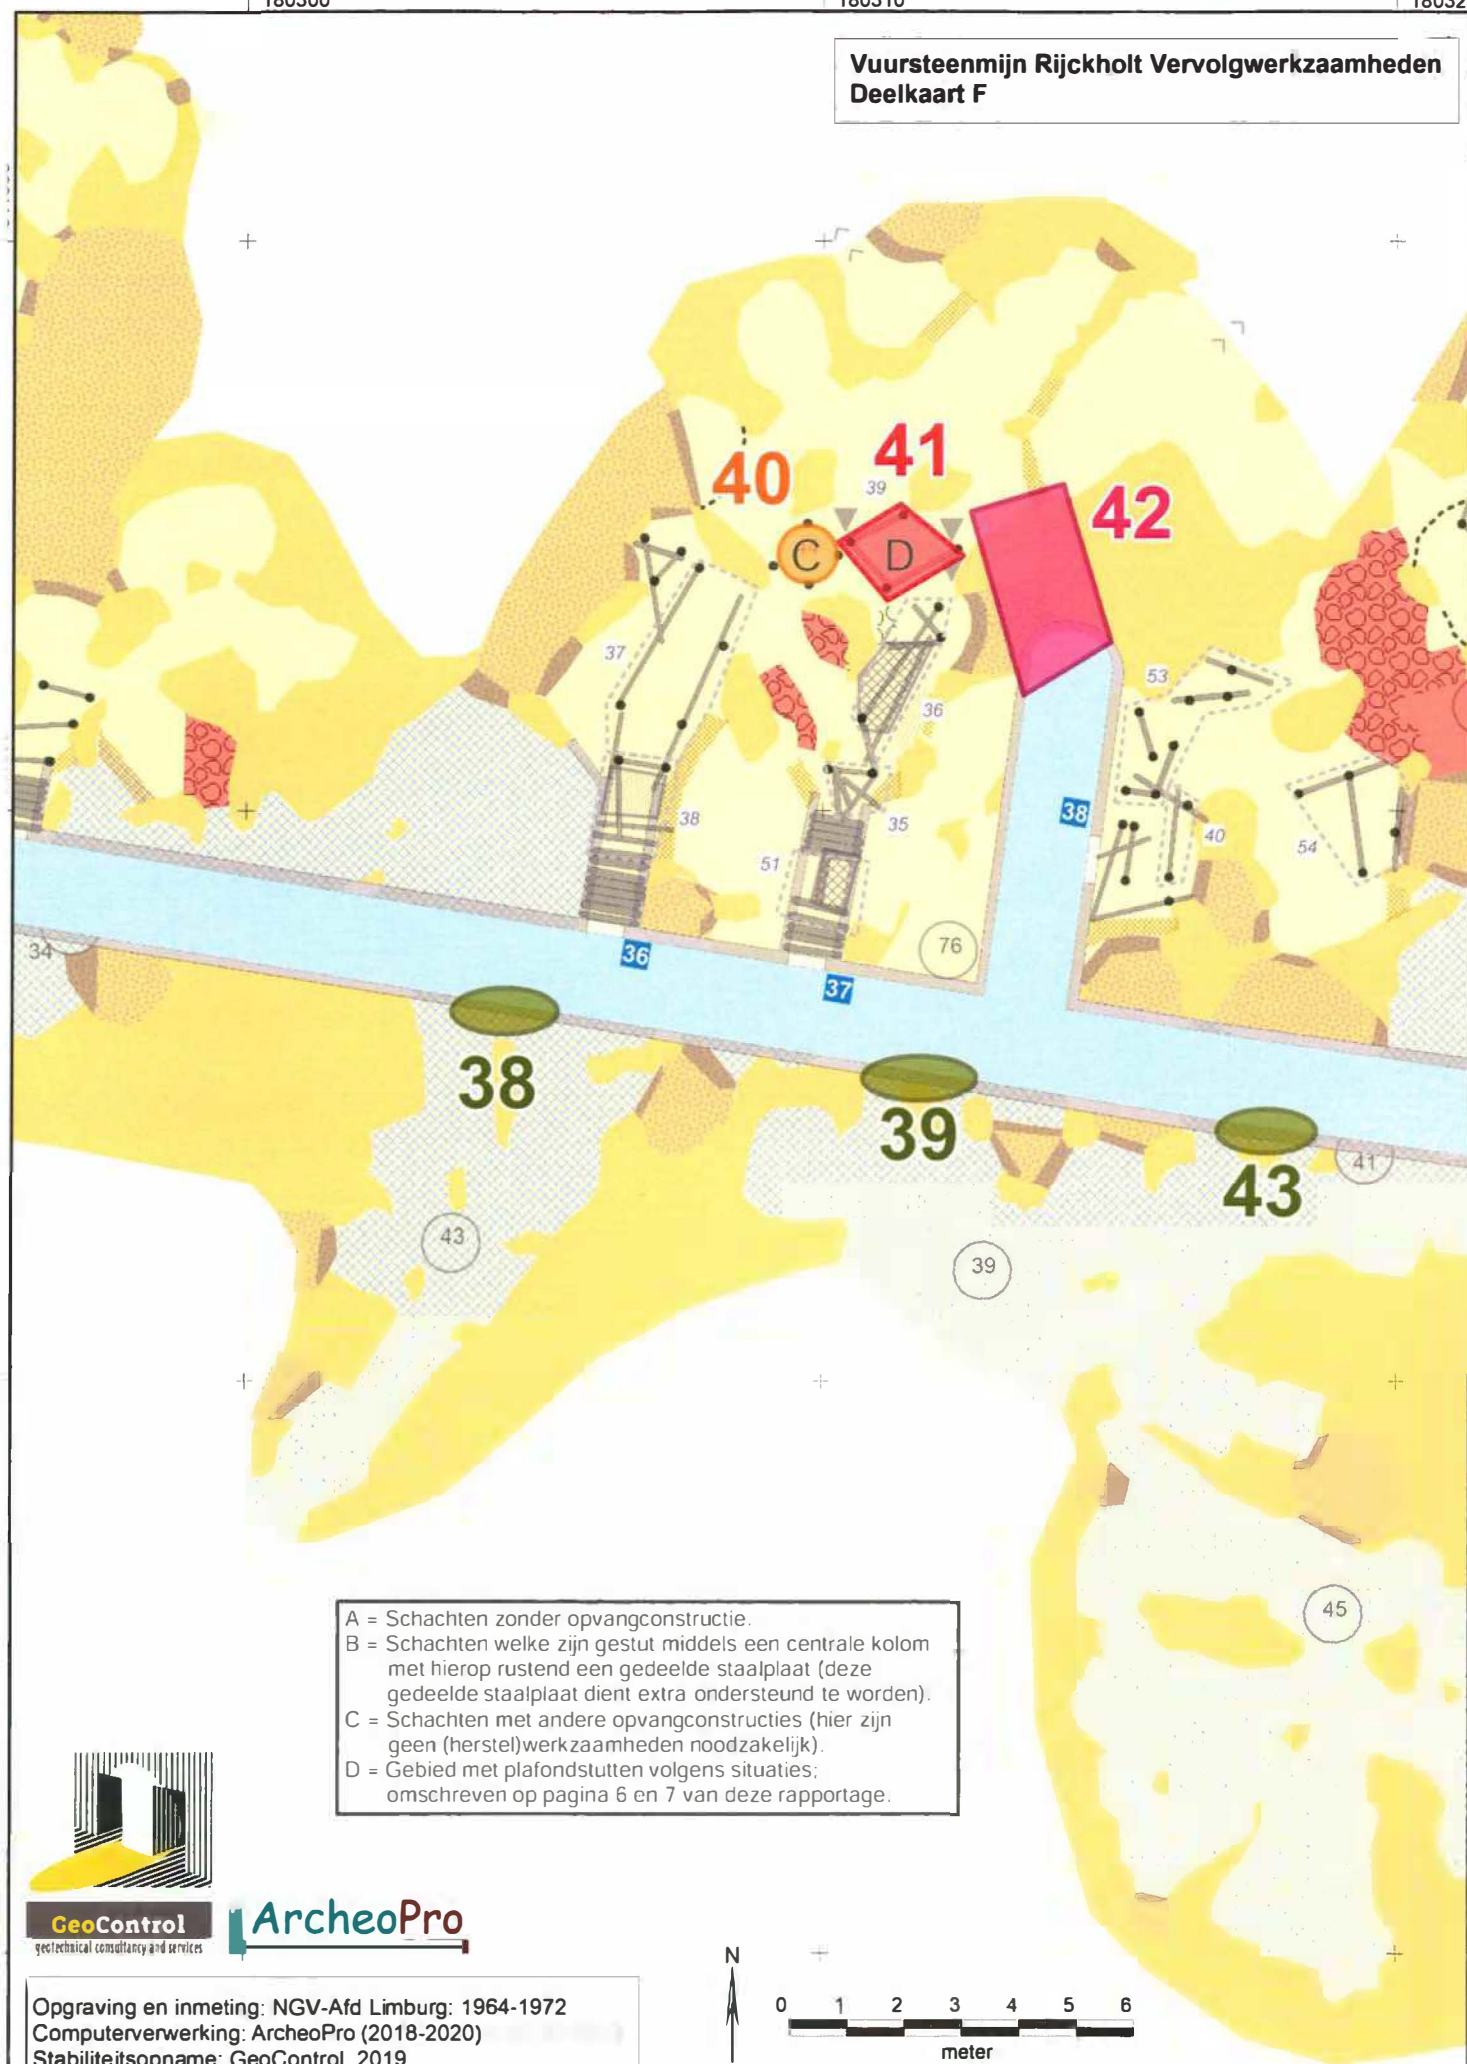 180300
180310
Vuursteenmijn Rijckholt Vervolgwerkzaamheden
Deelkaart F
41
40
39
42
C
D
37
53
36
38
38
35
40
54
51
76
34
36
37
38
39
43
41
43
39
45
A = Schachten zonder opvangconstructie.
B = Schachten welke zijn gestut middels een centrale kolom
met hierop rustend een gedeelde staalplaat (deze
gedeelde staalplaat dient extra ondersteund te worden).
C = Schachten met andere opvangconstructies (hier zijn
geen (herstel)werkzaamheden noodzakelijk).
D = Gebied met plafondstutten volgens situaties;
omschreven op pagina 6 en 7 van deze rapportage.
GeoControl
geotechnical consultancy and services
ArcheoPro
N
0 1 2 3 4 5 6
meter
Opgraving en inmeting: NGV-Afd Limburg: 1964-1972
Computerverwerking: ArcheoPro (2018-2020)
Stabiliteitsopname: GeoControl, 2019